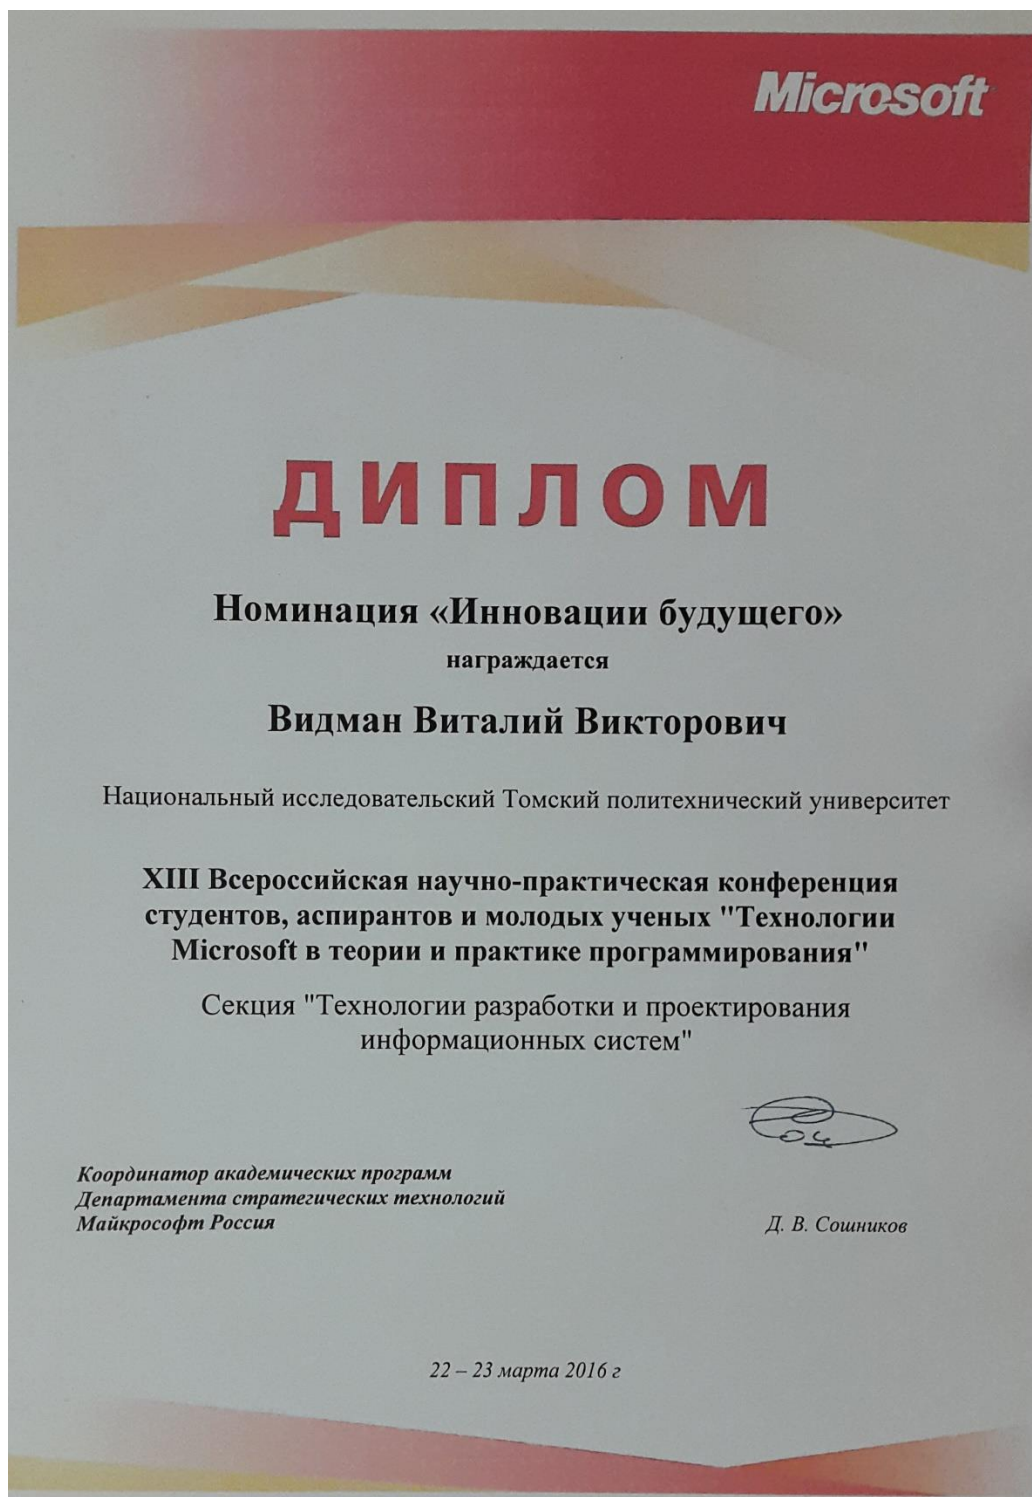 Microsoft
ДИПЛОМ
Номинация «Инновации будущего»
награждается
Видман Виталий Викторович
Национальный исследовательский Томский политехнический университет
XIII Всероссийская научно-практическая конференция
студентов, аспирантов и молодых ученых "Технологии
Microsoft в теории и практике программирования"
Секция "Технологии разработки и проектирования
информационных систем"
Координатор академических программ
Департамента стратегических технологий
Майкрософт Россия
Д. В. Сошников
22 – 23 марта 2016 г